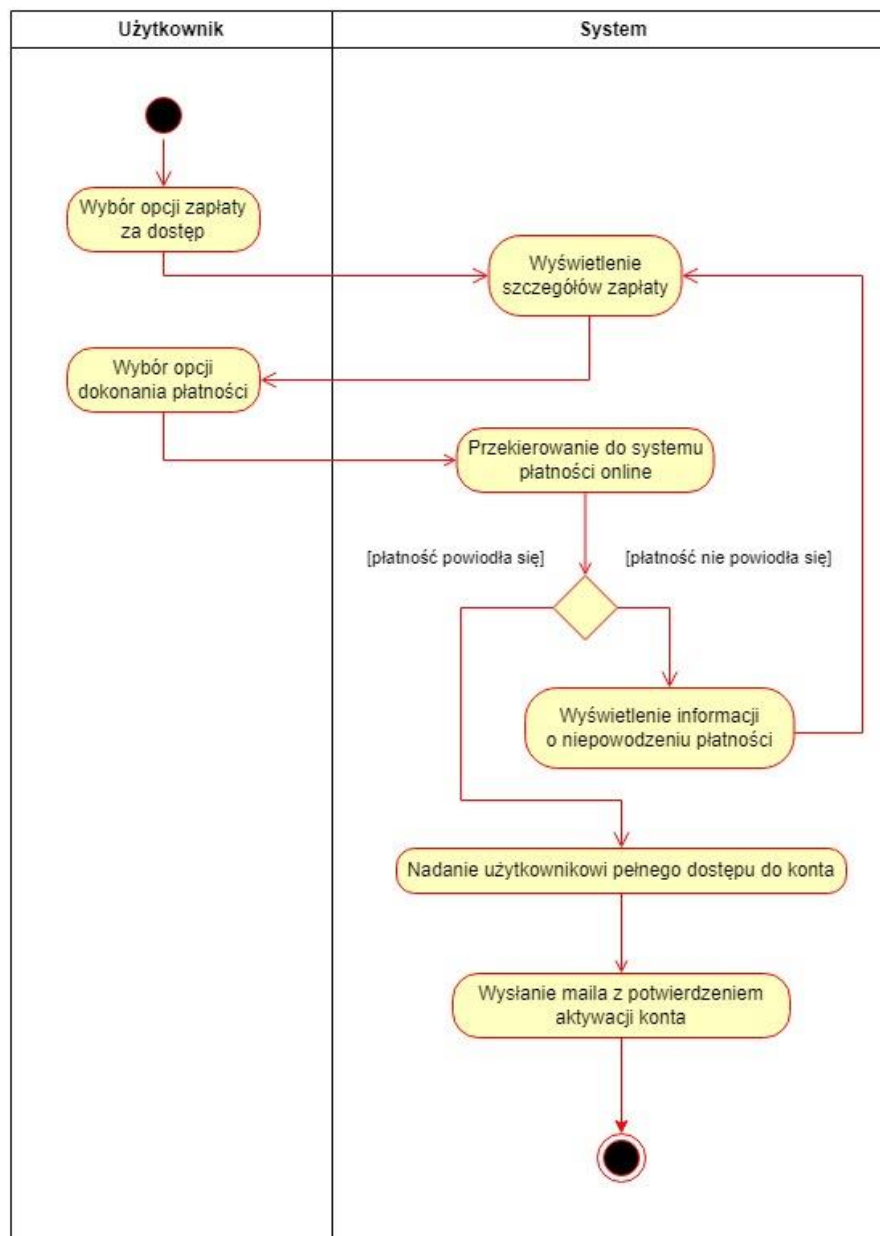 Użytkownik
System
Wybór opcji zapłaty
za dostęp
Wyświetlenie
szczegółów zapłaty
Wybór opcji
dokonania płatności
Przekierowanie do systemu
płatności online
[płatność powiodła się]
[płatność nie powiodła się]
Wyświetlenie informacji
o niepowodzeniu płatności
Nadanie użytkownikowi pełnego dostępu do konta
Wysłanie maila z potwierdzeniem
aktywacji konta